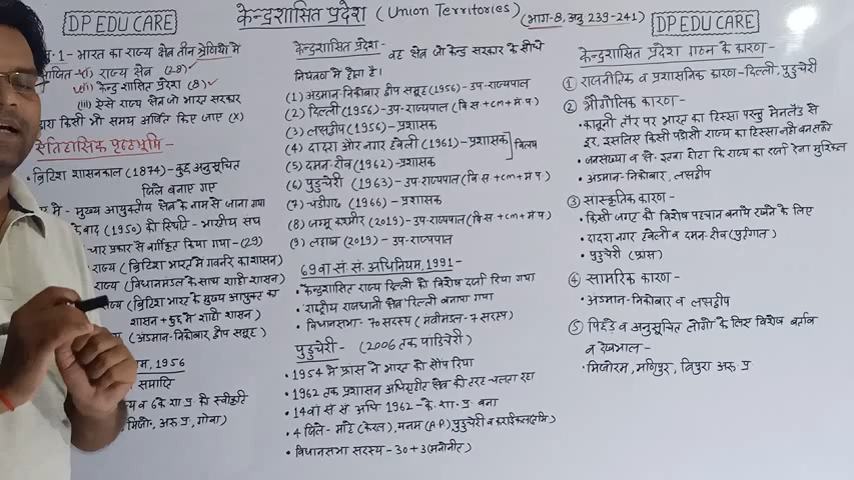 DP EDU CARE
केन्द्रशासित प्रदेश (Union Territories) (भाग-8, अनु 239-241)
DP EDU CARE
नु. 1 - भारत का राज्य क्षेत्र तीन श्रेणियों में
(i) राज्य क्षेत्र (28)
(ii) केन्द्र शासित प्रदेश (8)
(iii) ऐसे राज्य क्षेत्र जो भारत सरकार
द्वारा किसी भी समय अर्जित किए जाए (x)
ऐतिहासिक पृष्ठभूमि-
• ब्रिटिश शासनकाल (1874) - कुछ अनुसूचित
जिले बनाए गए
में - मुख्य आयुक्तीय क्षेत्र के नाम से जाना गया
के बाद (1950) की स्थिति - भारतीय संघ
चार प्रकार से वर्गीकृत किया गया - (29)
राज्य (ब्रिटिश भारत में गवर्नर का शासन)
राज्य (विधानमंडल के साथ शाही शासन)
राज्य (ब्रिटिश भारत के मुख्य आयुक्त का
शासन + कुछ में शाही शासन)
(अंडमान-निकोबार द्वीप समूह)
यम, 1956
समाप्ति
व 6 के शा प्र की स्वीकृति
मिजो., अरु प्र, गोवा)
केन्द्रशासित प्रदेश - वह क्षेत्र जो केन्द्र सरकार के सीधे
नियंत्रण में होता है।
(1) अंडमान-निकोबार द्वीप समूह (1956) - उप-राज्यपाल
(2) दिल्ली (1956) - उप-राज्यपाल (वि स + cm + मं प)
(3) लक्षद्वीप (1956) - प्रशासक
(4) दादरा और नगर हवेली (1961) - प्रशासक
(5) दमन-दीव (1962) - प्रशासक
विलय
(6) पुदुचेरी (1963) - उप-राज्यपाल (वि स + cm + मं प)
(7) चंडीगढ़ (1966) - प्रशासक
(8) जम्मू कश्मीर (2019) - उप-राज्यपाल (वि स + cm + मं प)
(9) लद्दाख (2019) - उप-राज्यपाल
69वा सं. सं. अधिनियम, 1991 -
• केन्द्रशासित राज्य दिल्ली को विशेष दर्जा दिया गया
• राष्ट्रीय राजधानी क्षेत्र दिल्ली बनाया गया
• विधानसभा - 70 सदस्य (मंत्रीमंडल - 7 सदस्य)
पुदुचेरी - (2006 तक पांडिचेरी)
• 1954 में फ्रांस ने भारत को सौंप दिया
• 1962 तक प्रशासन अधिगृहीत क्षेत्र की तरह चलता रहा
• 14वां सं सं अधि 1962 - के. शा. प्र. बना
• 4 जिले - माहे (केरल), यनम (A.P.) पुदुचेरी व कराईकल (तमि)
• विधानसभा सदस्य - 30 + 3 (मनोनीत)
केन्द्रशासित प्रदेश गठन के कारण -
① राजनीतिक व प्रशासनिक कारण - दिल्ली, पुदुचेरी
② भौगोलिक कारण -
• कानूनी तौर पर भारत का हिस्सा परन्तु मेनलैंड से
दूर, इसलिए किसी पड़ोसी राज्य का हिस्सा नहीं बन सकते
• जनसंख्या व क्षे. इतना छोटा कि राज्य का दर्जा देना मुश्किल
• अंडमान-निकोबार, लक्षद्वीप
③ सांस्कृतिक कारण -
• किसी जगह की विशेष पहचान बनाये रखने के लिए
• दादरा नगर हवेली व दमन-दीव (पुर्तगाल)
• पुदुचेरी (फ्रांस)
④ सामरिक कारण -
• अंडमान-निकोबार व लक्षद्वीप
⑤ पिछड़े व अनुसूचित लोगों के लिए विशेष बर्ताव
व देखभाल -
• मिजोरम, मणिपुर, त्रिपुरा अरु प्र